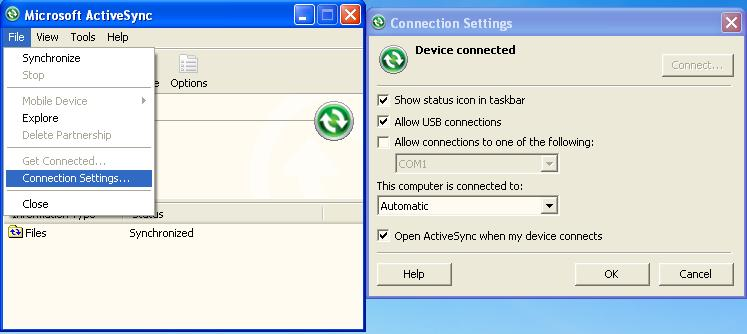 Microsoft ActiveSync
File View Tools Help
Synchronize
Stop
Mobile Device
Explore
Delete Partnership
Get Connected...
Connection Settings...
Close
Options
Information Type Status
Files Synchronized
Connection Settings
Device connected
Connect...
Show status icon in taskbar
Allow USB connections
Allow connections to one of the following:
COM1
This computer is connected to:
Automatic
Open ActiveSync when my device connects
Help OK Cancel